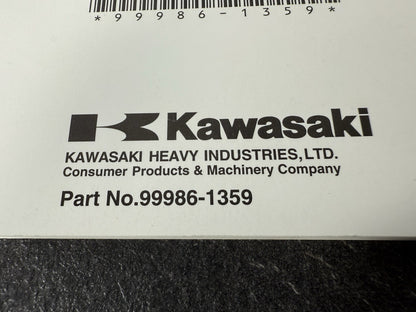 *99986-1359*
Kawasaki
KAWASAKI HEAVY INDUSTRIES,LTD.
Consumer Products & Machinery Company
Part No.99986-1359